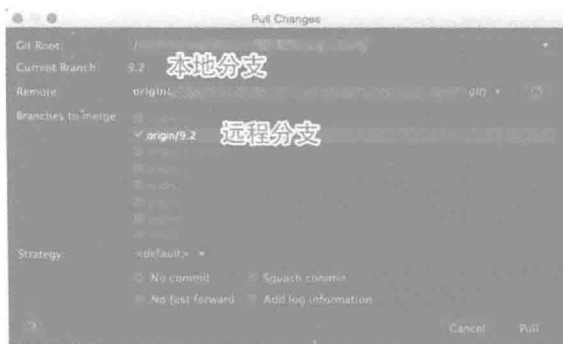 Pull Changes
Git Root: /
Current Branch: 9.2 本地分支
Remote: origin( git)
Branches to merge
origin/9.2 远程分支
Strategy: <default>
No commit Squash commit
No fast forward Add log information
?
Cancel Pull